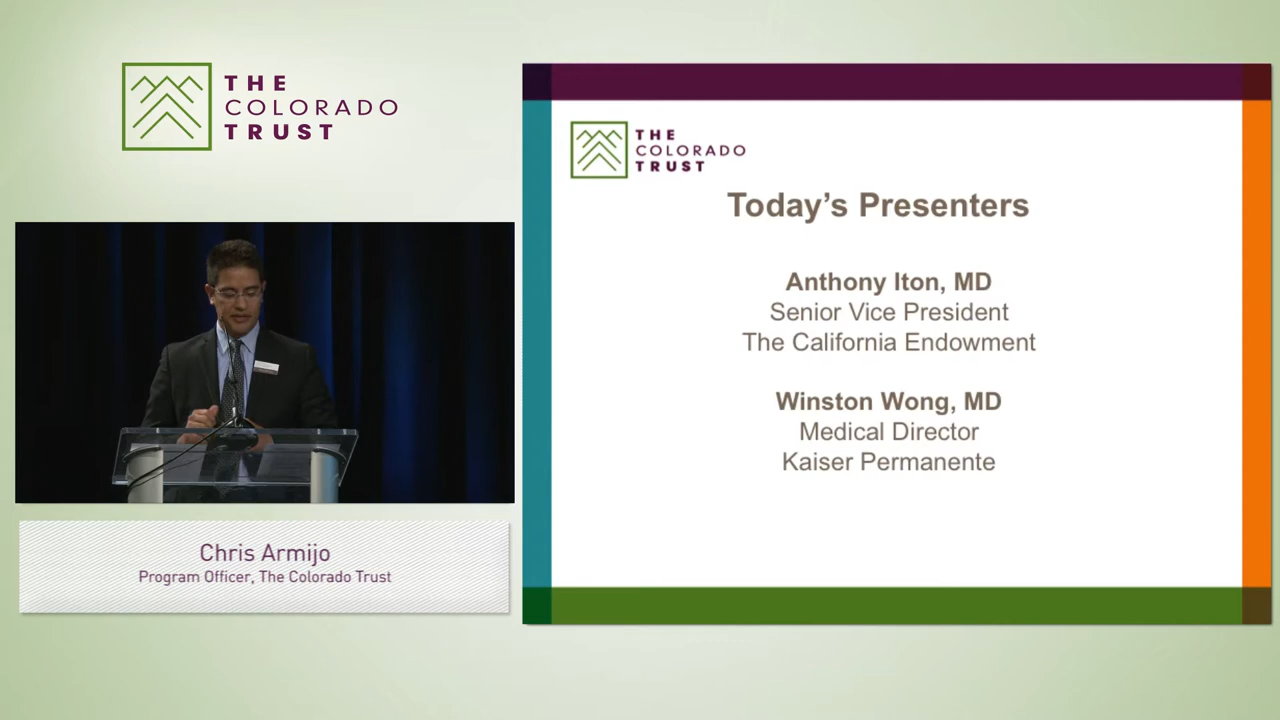 THE
COLORADO
TRUST
Chris Armijo
Program Officer, The Colorado Trust
THE
COLORADO
TRUST
Today's Presenters
Anthony Iton, MD
Senior Vice President
The California Endowment
Winston Wong, MD
Medical Director
Kaiser Permanente